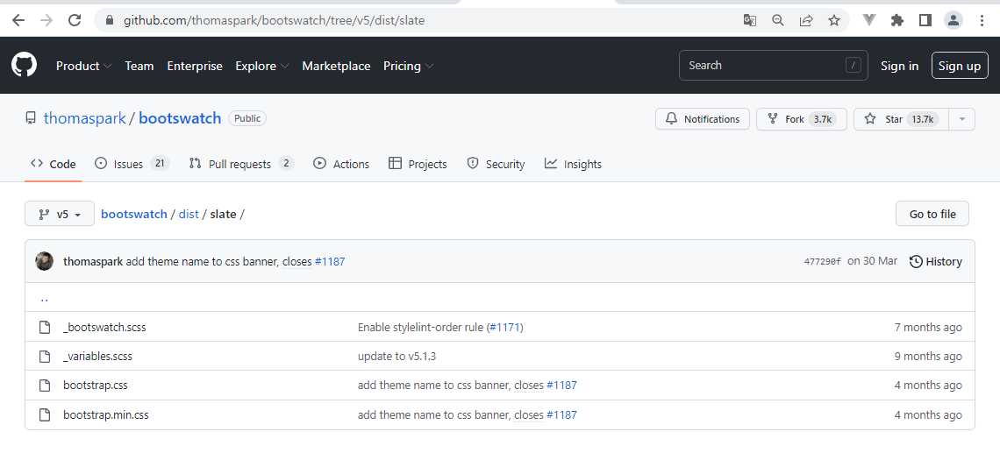 github.com/thomaspark/bootswatch/tree/v5/dist/slate
Product Team Enterprise Explore Marketplace Pricing Search / Sign in Sign up
thomaspark / bootswatch Public Notifications Fork 3.7k Star 13.7k
Code Issues 21 Pull requests 2 Actions Projects Security Insights
v5 bootswatch / dist / slate / Go to file
thomaspark add theme name to css banner, closes #1187 477290f on 30 Mar History
..
_bootswatch.scss Enable stylelint-order rule (#1171) 7 months ago
_variables.scss update to v5.1.3 9 months ago
bootstrap.css add theme name to css banner, closes #1187 4 months ago
bootstrap.min.css add theme name to css banner, closes #1187 4 months ago